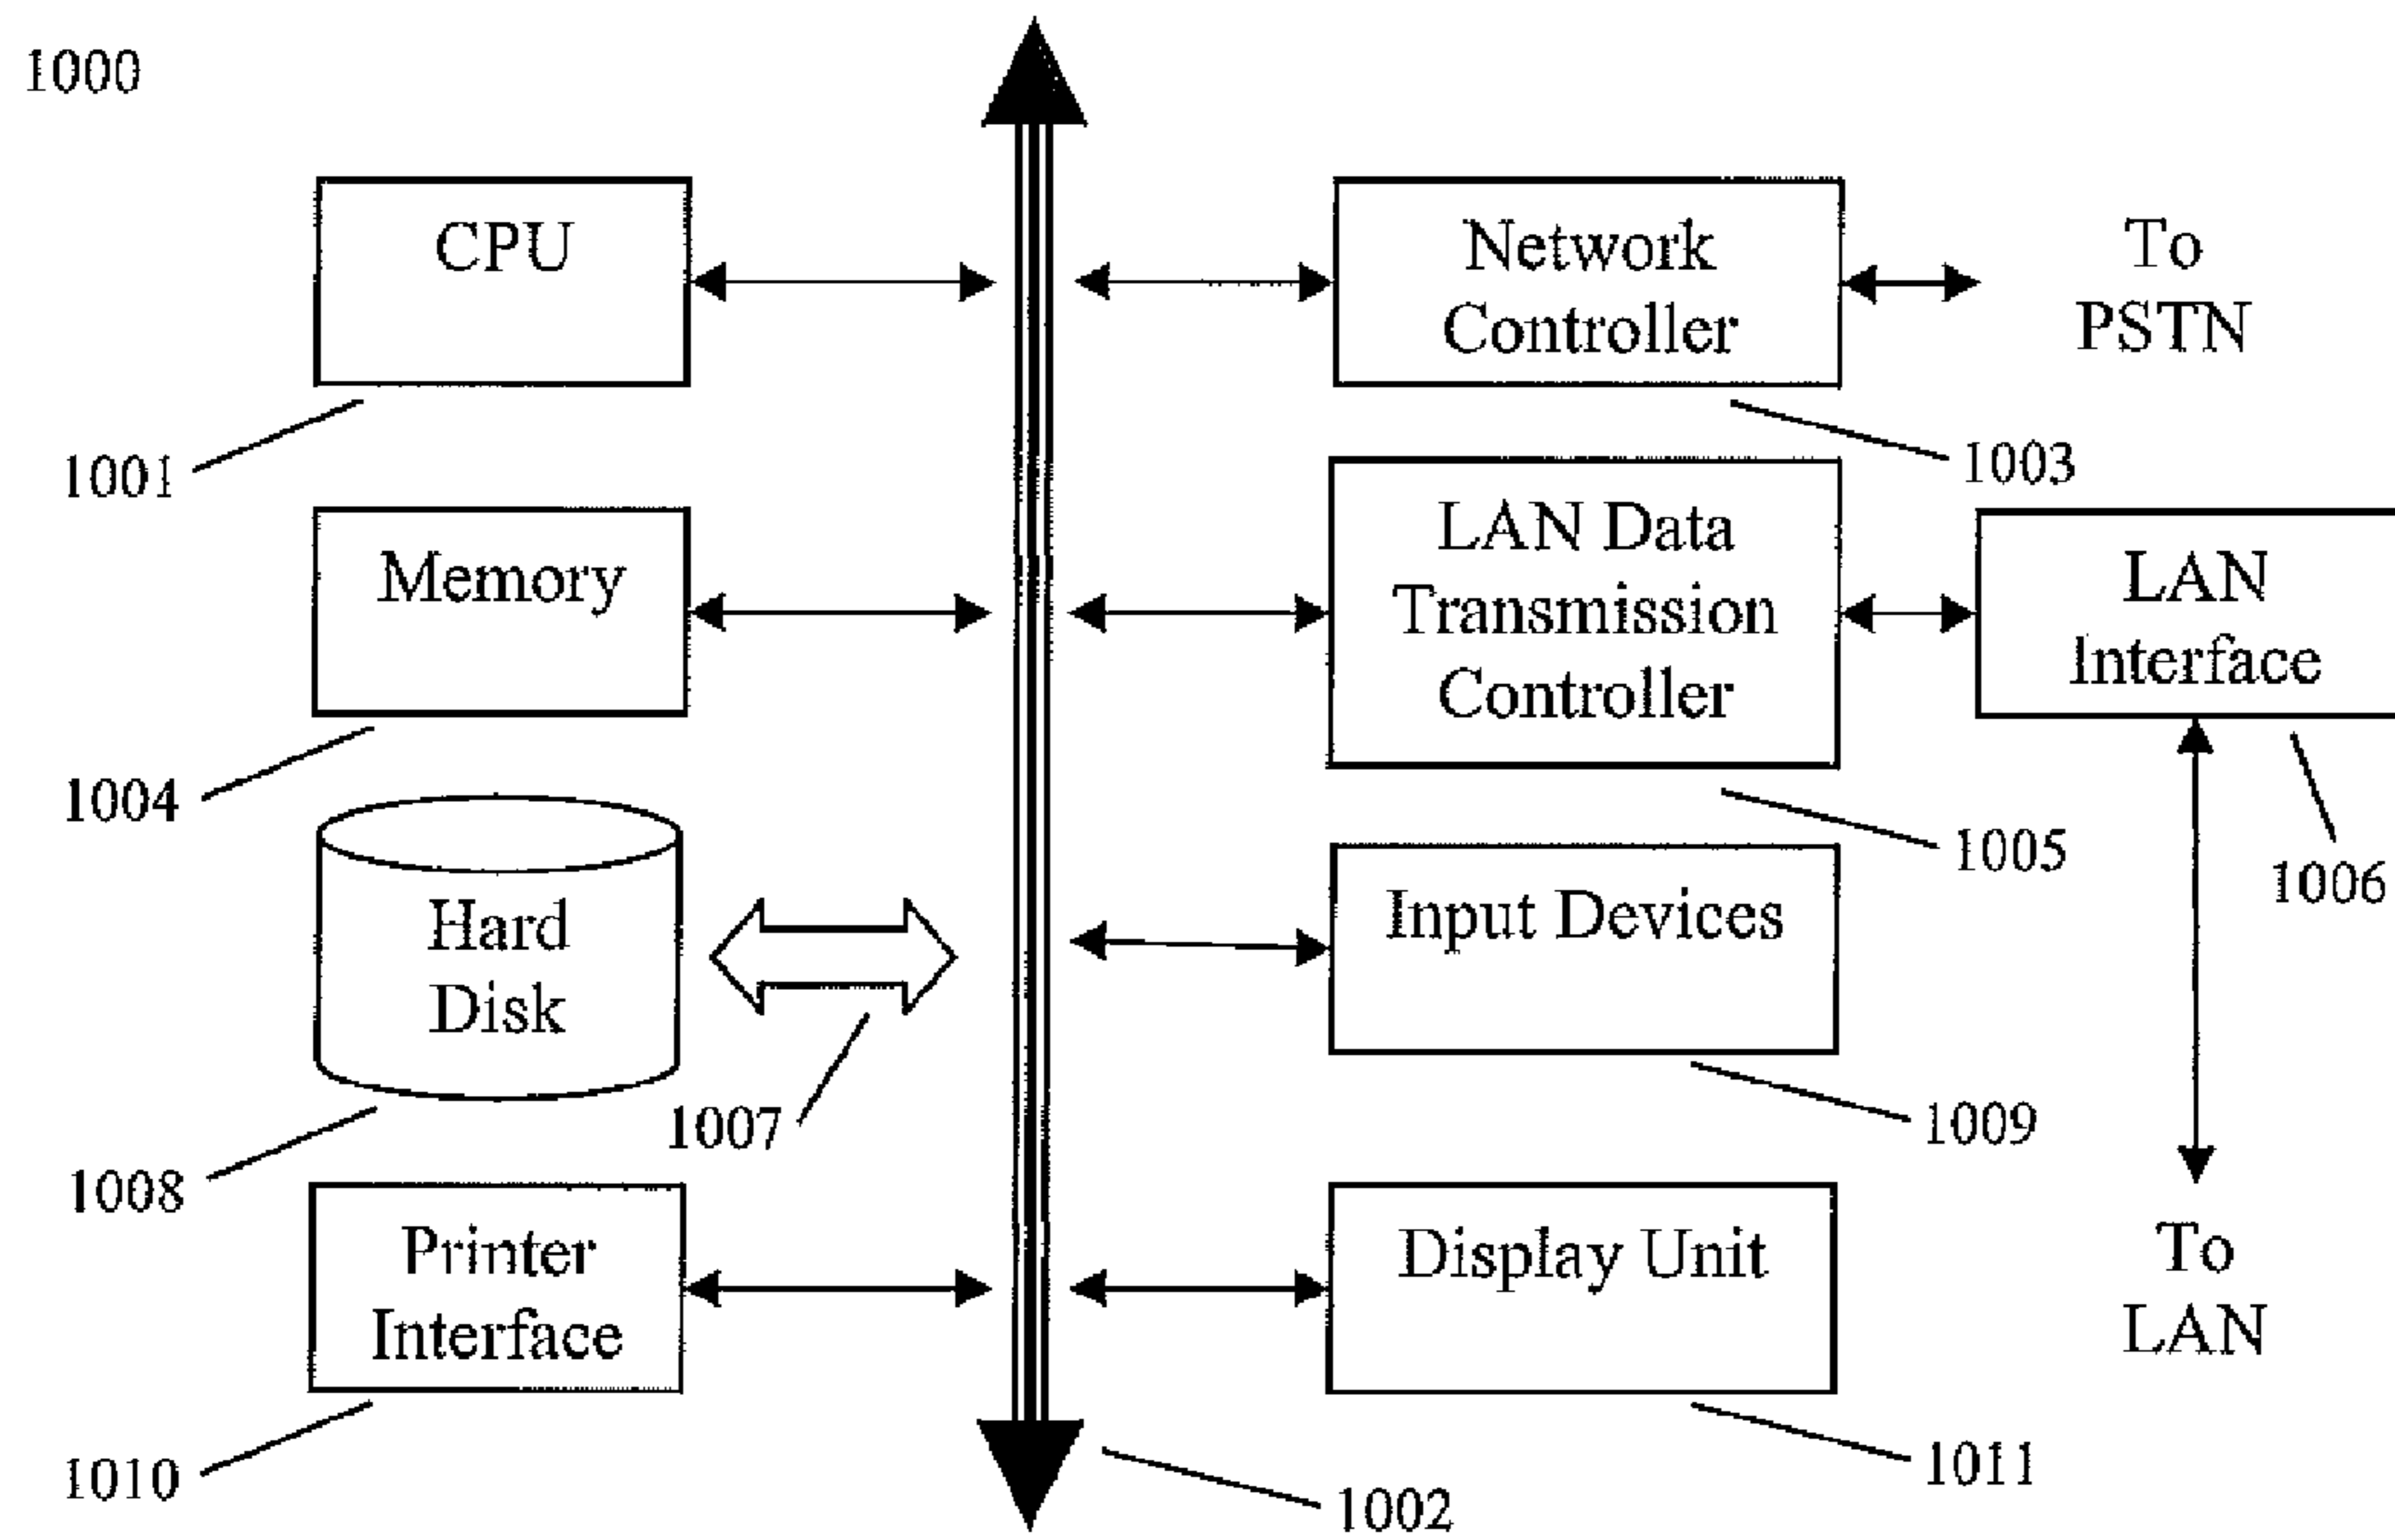 1000
CPU
Network
Controller
To
PSTN
1001
1003
Memory
LAN Data
Transmission
Controller
LAN
Interface
1004
1005
1006
Hard
Disk
1007
Input Devices
1008
1009
Printer
Interface
Display Unit
To
LAN
1010
1011
1002